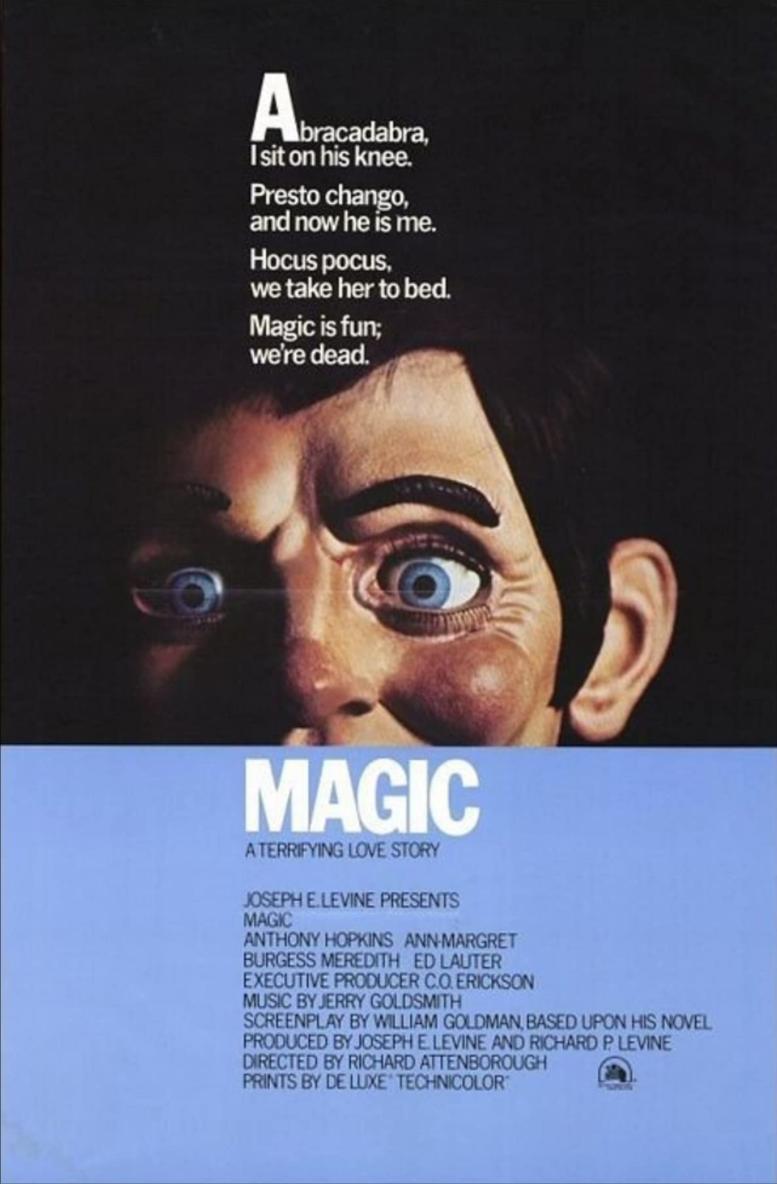 Abracadabra,
I sit on his knee.
Presto chango,
and now he is me.
Hocus pocus,
we take her to bed.
Magic is fun;
we're dead.
MAGIC
A TERRIFYING LOVE STORY
JOSEPH E. LEVINE PRESENTS
MAGIC
ANTHONY HOPKINS ANN-MARGRET
BURGESS MEREDITH ED LAUTER
EXECUTIVE PRODUCER C.O. ERICKSON
MUSIC BY JERRY GOLDSMITH
SCREENPLAY BY WILLIAM GOLDMAN, BASED UPON HIS NOVEL
PRODUCED BY JOSEPH E. LEVINE AND RICHARD P. LEVINE
DIRECTED BY RICHARD ATTENBOROUGH
PRINTS BY DE LUXE® TECHNICOLOR®